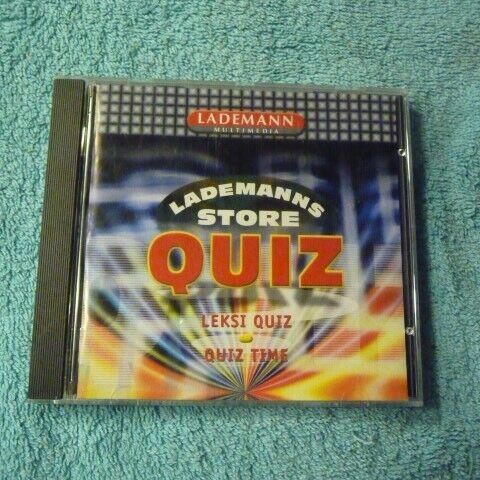 LADEMANN
MULTIMEDIA
LADEMANNS
STORE
QUIZ
LEKSI QUIZ
QUIZ TIME